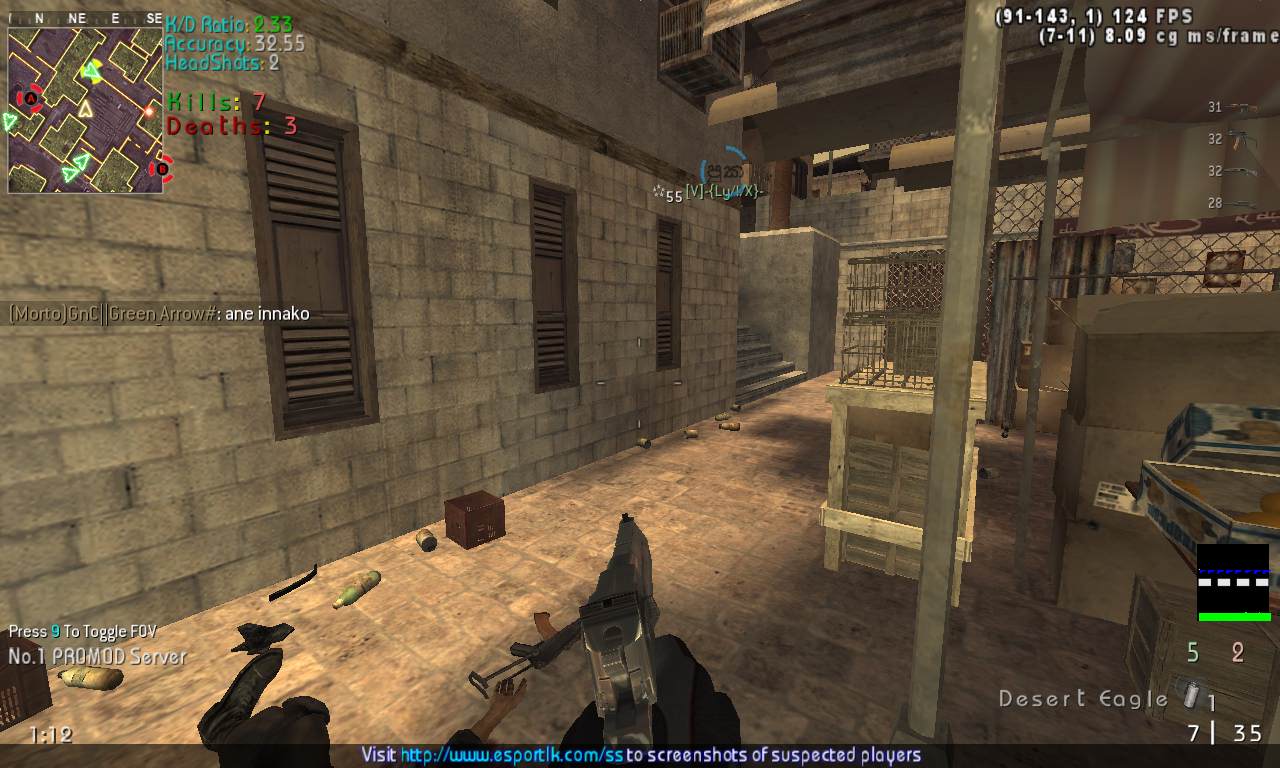 N NE E SE
K/D Ratio: 2.33
Accuracy: 32.55
HeadShots: 2
Kills: 7
Deaths: 3
(91-143, 1) 124 FPS
(7-11) 8.09 cg ms/frame
A
B
31
32
32
28
55 [V]-{Ly/\/X}-
(Morto)GnC||Green_Arrow#: ane innako
Press 9 To Toggle FOV
No.1 PROMOD Server
1:12
5 2
Desert Eagle 1
7| 35
Visit http://www.esportlk.com/ss to screenshots of suspected players